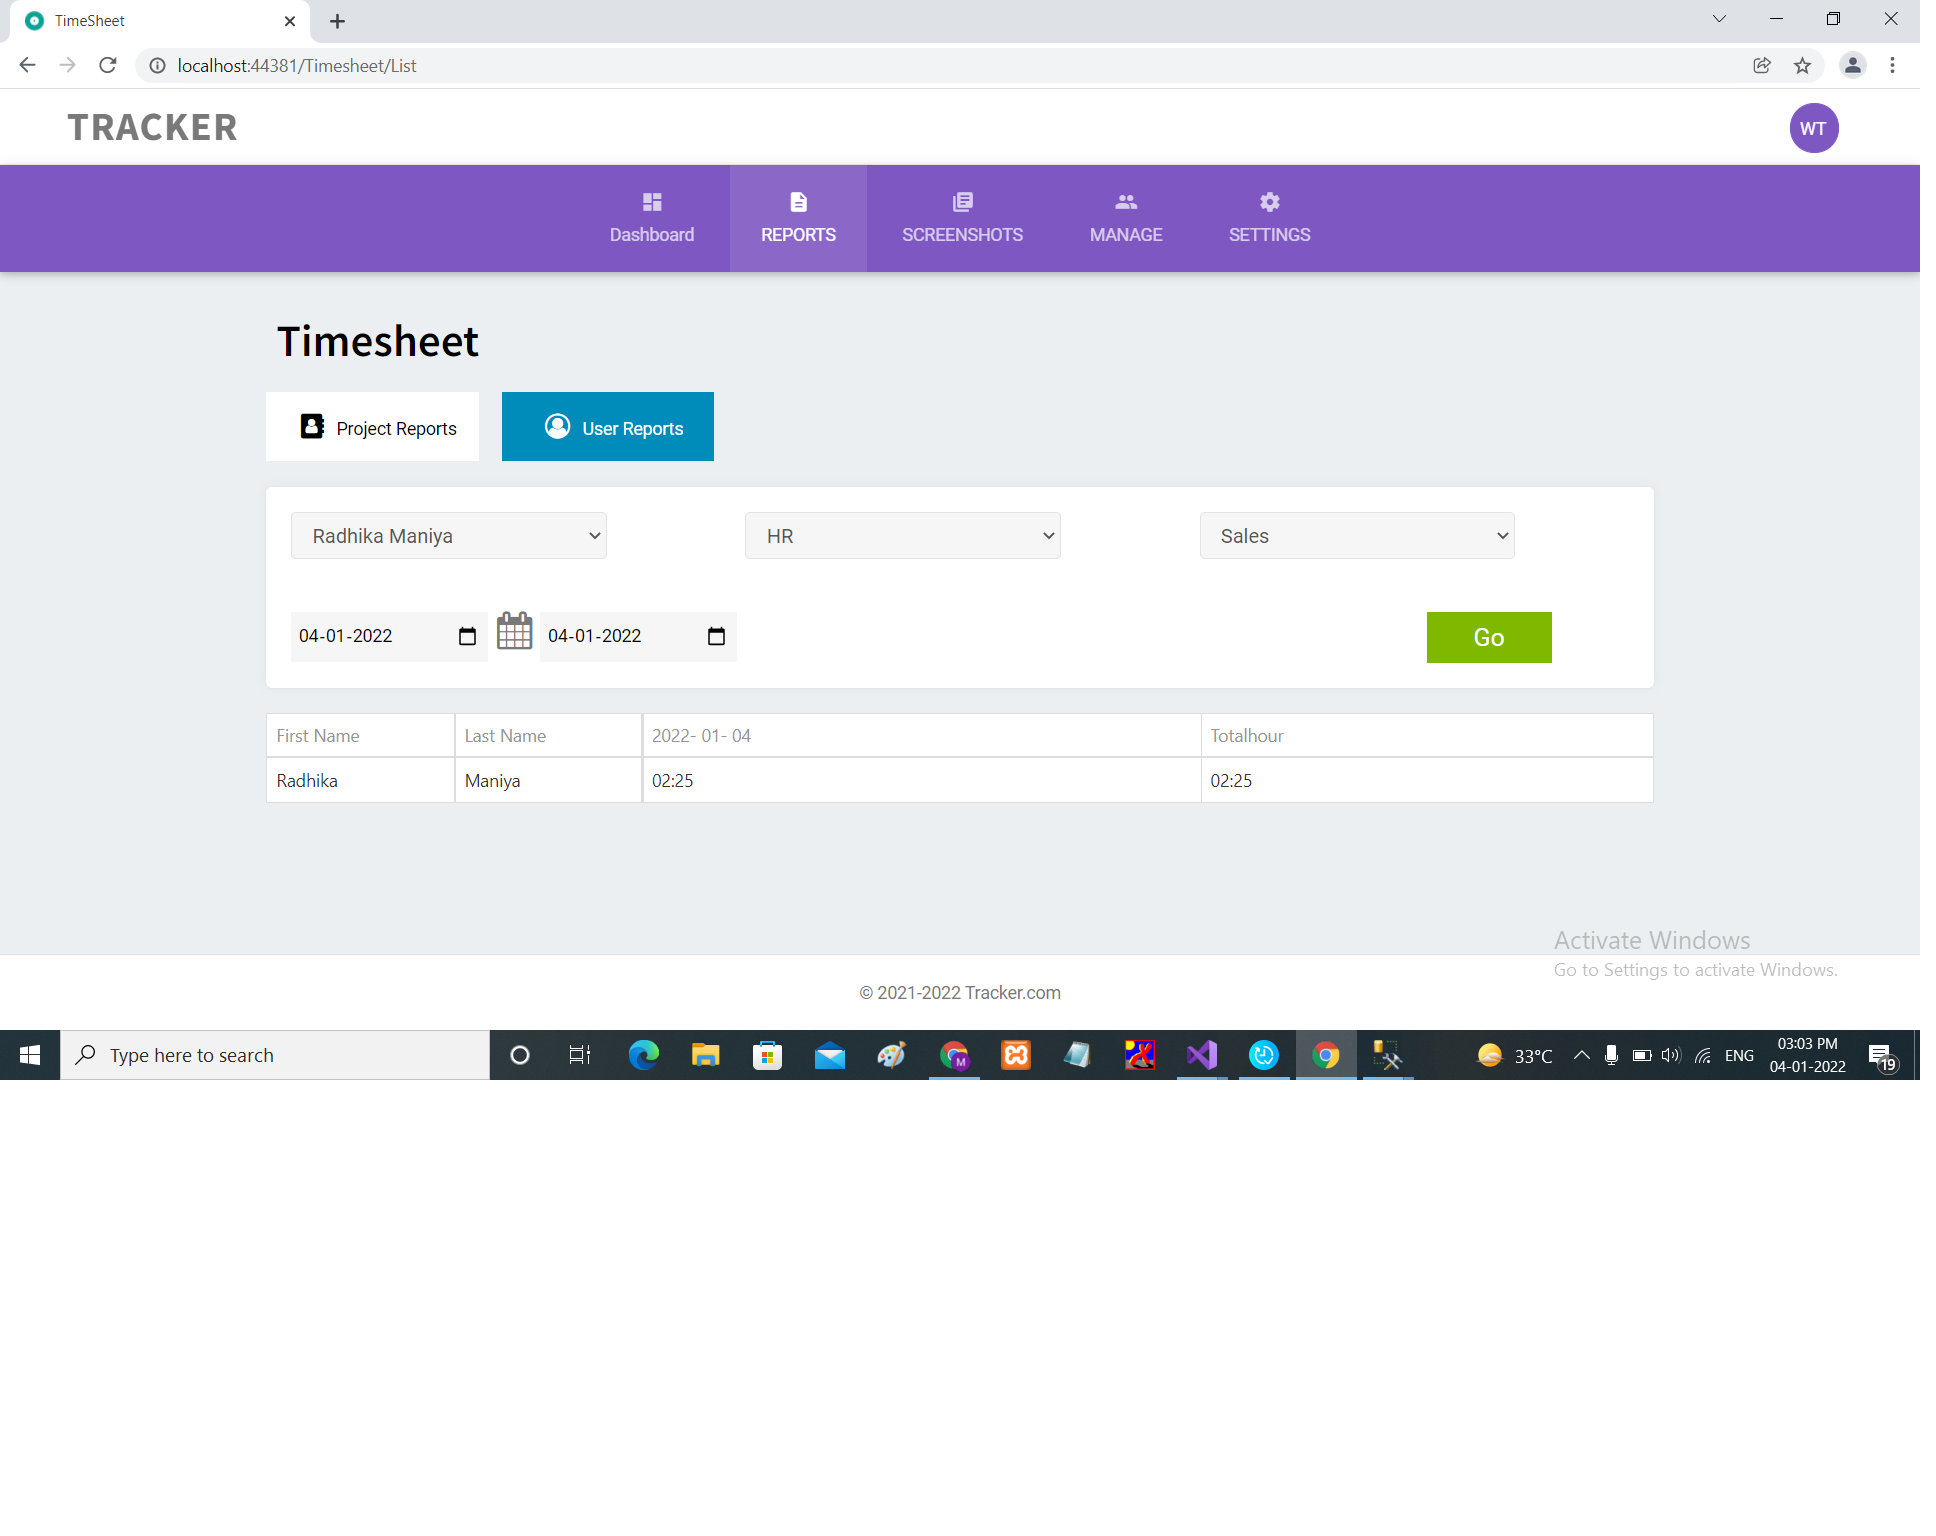 TimeSheet
localhost:44381/Timesheet/List
TRACKER
WT
Dashboard
REPORTS
SCREENSHOTS
MANAGE
SETTINGS
Timesheet
Project Reports
User Reports
Radhika Maniya
HR
Sales
04-01-2022
04-01-2022
Go
First Name Last Name 2022- 01- 04 Totalhour
Radhika Maniya 02:25 02:25
Activate Windows
Go to Settings to activate Windows.
© 2021-2022 Tracker.com
Type here to search
M
33°C
ENG
03:03 PM
04-01-2022
19